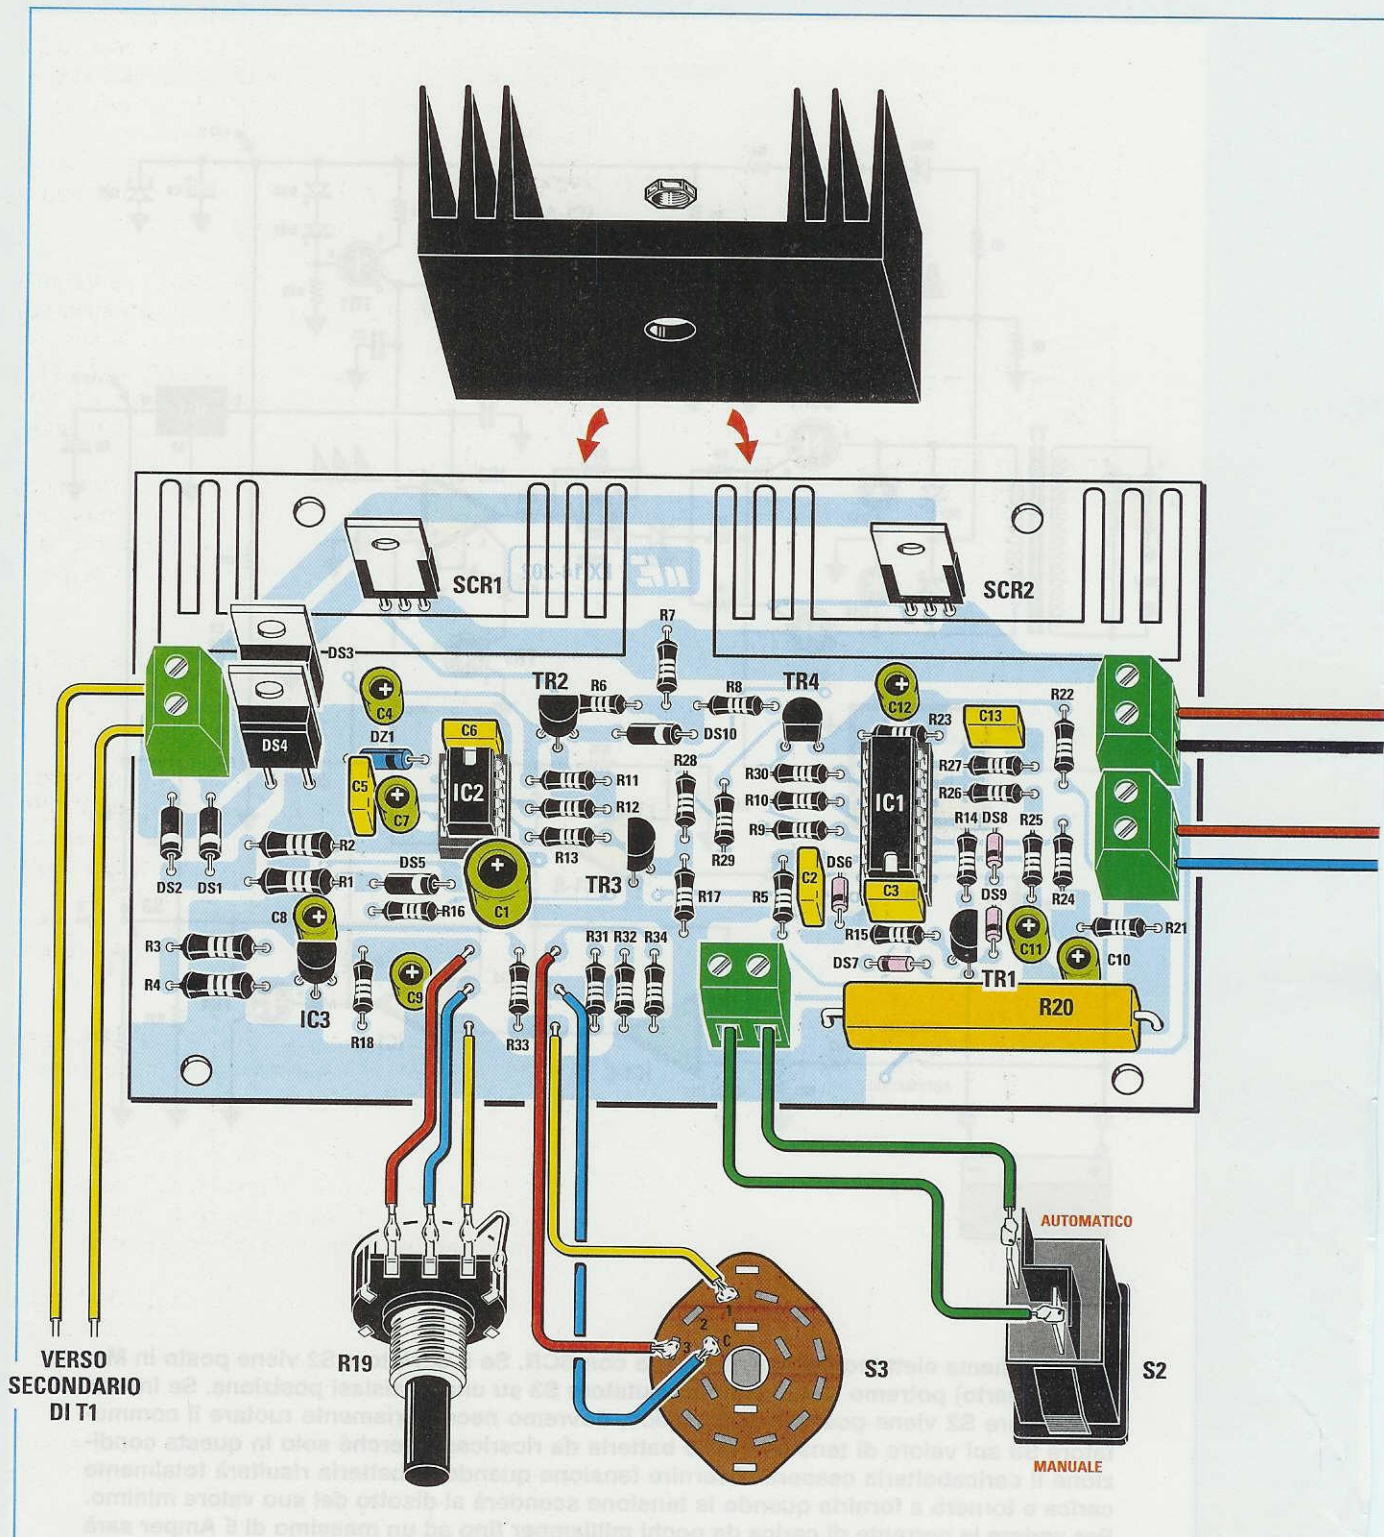 SCR1
SCR2
R7
DS3
TR2
R6
R8
TR4
R22
C4
C12
R23
C13
DS4
DZ1
C6
DS10
R28
R30
R27
C5
IC2
R11
R10
IC1
R26
C7
R12
R9
R14
DS8
R25
R2
R13
R29
DS2
DS1
R1
DS5
TR3
R17
R5
C2
DS6
C3
DS9
R24
C8
R16
C1
R3
R31
R32
R34
R15
C11
R21
R4
IC3
R18
C9
R33
DS7
TR1
C10
R20
AUTOMATICO
1
2
3
C
VERSO
SECONDARIO
DI T1
R19
S3
S2
MANUALE